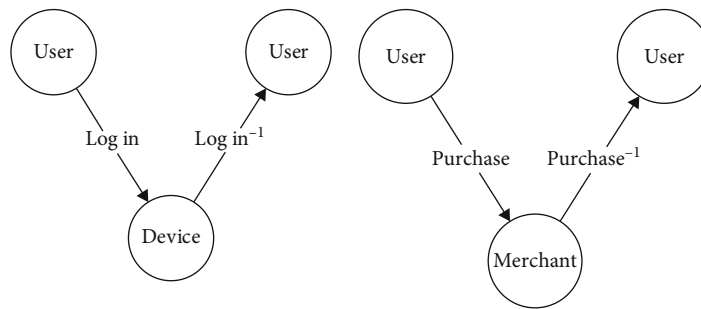 User
User
Log in
Log in⁻¹
Device
User
User
Purchase
Purchase⁻¹
Merchant